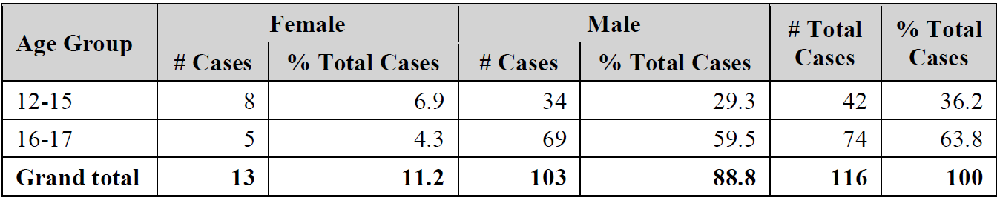 Age Group Female Male # Total Cases % Total Cases
# Cases % Total Cases # Cases % Total Cases
12-15 8 6.9 34 29.3 42 36.2
16-17 5 4.3 69 59.5 74 63.8
Grand total 13 11.2 103 88.8 116 100